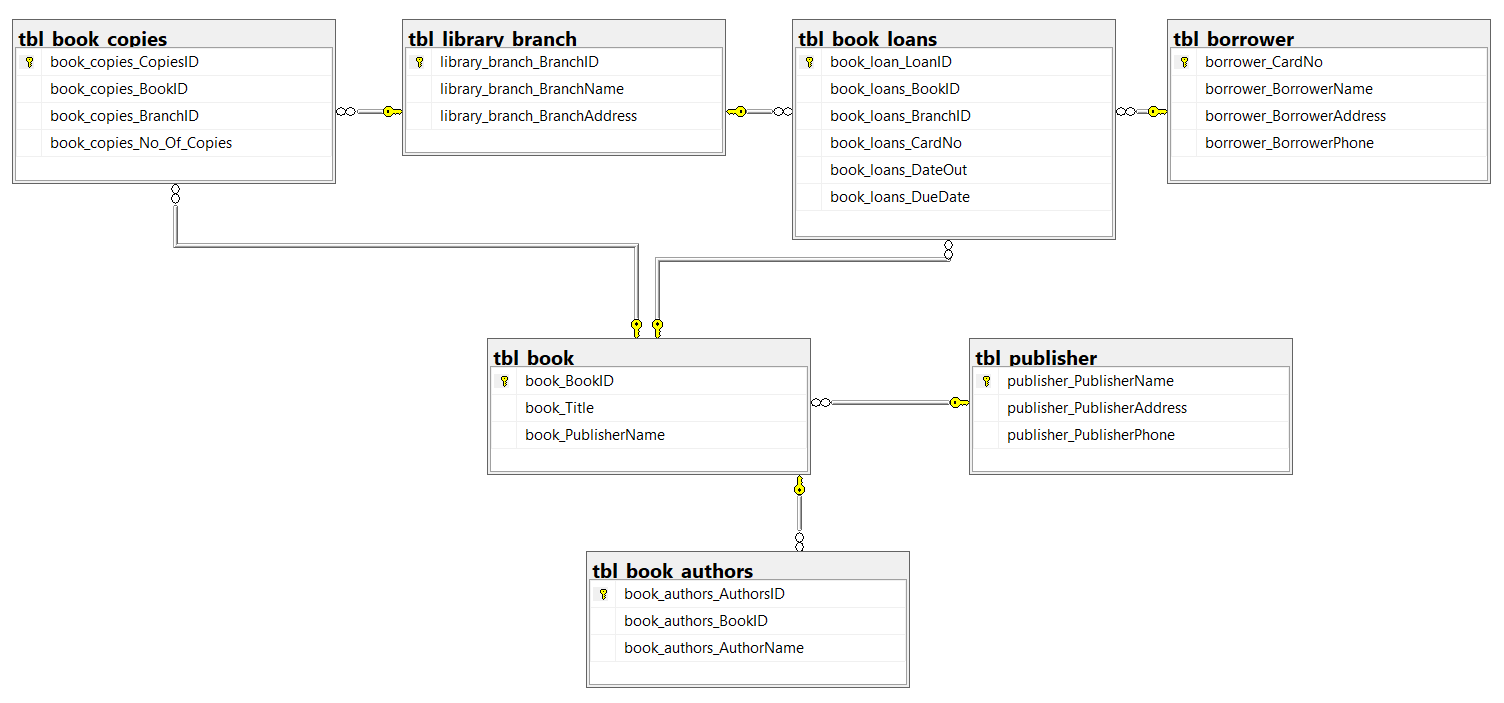 tbl_book_copies
book_copies_CopiesID
book_copies_BookID
book_copies_BranchID
book_copies_No_Of_Copies
tbl_library_branch
library_branch_BranchID
library_branch_BranchName
library_branch_BranchAddress
tbl_book_loans
book_loan_LoanID
book_loans_BookID
book_loans_BranchID
book_loans_CardNo
book_loans_DateOut
book_loans_DueDate
tbl_borrower
borrower_CardNo
borrower_BorrowerName
borrower_BorrowerAddress
borrower_BorrowerPhone
tbl_book
book_BookID
book_Title
book_PublisherName
tbl_publisher
publisher_PublisherName
publisher_PublisherAddress
publisher_PublisherPhone
tbl_book_authors
book_authors_AuthorsID
book_authors_BookID
book_authors_AuthorName